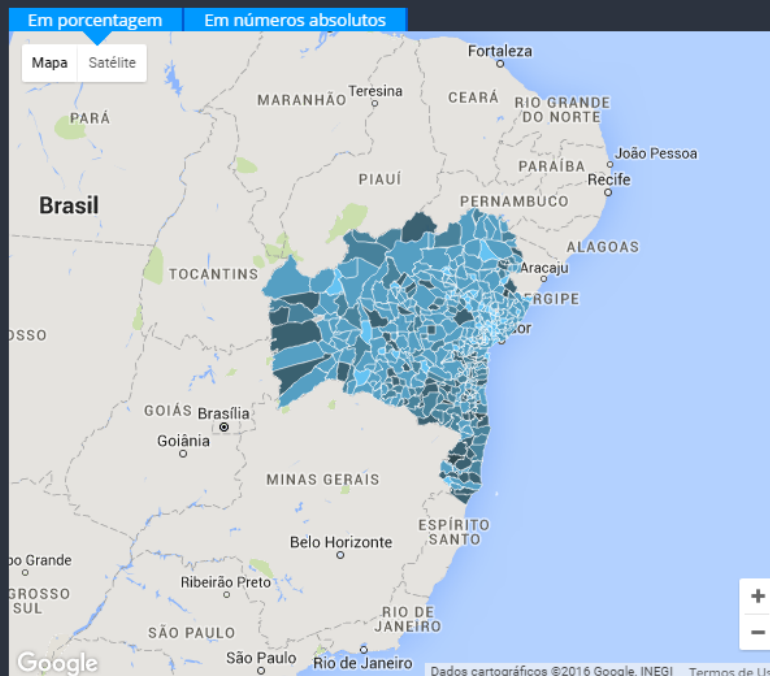 Em porcentagem
Em números absolutos
Mapa
Satélite
Fortaleza
MARANHÃO
Teresina
CEARÁ
RIO GRANDE
DO NORTE
PARÁ
João Pessoa
PARAÍBA
PIAUÍ
Recife
Brasil
PERNAMBUCO
ALAGOAS
TOCANTINS
Aracaju
ERGIPE
OSSO
or
GOIÁS
Brasília
Goiânia
MINAS GERAIS
ESPÍRITO
SANTO
Belo Horizonte
po Grande
GROSSO
SUL
Ribeirão Preto
RIO DE
JANEIRO
SÃO PAULO
São Paulo
Rio de Janeiro
Google
Dados cartográficos ©2016 Google, INEGI
Termos de Us